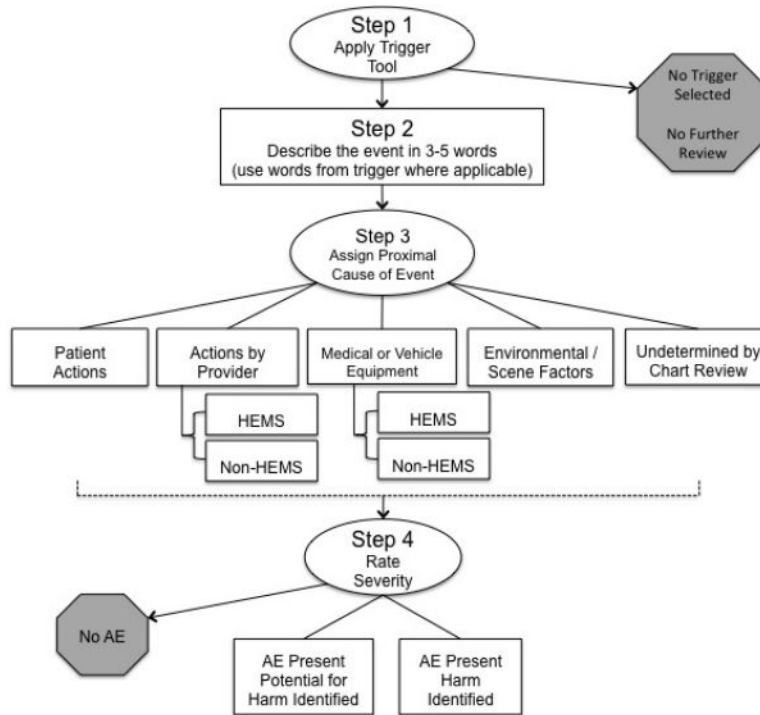 Step 1
Apply Trigger
Tool
No Trigger
Selected
No Further
Review
Step 2
Describe the event in 3-5 words
(use words from trigger where applicable)
Step 3
Assign Proximal
Cause of Event
Patient
Actions
Actions by
Provider
HEMS
Non-HEMS
Medical or Vehicle
Equipment
HEMS
Non-HEMS
Environmental /
Scene Factors
Undetermined by
Chart Review
Step 4
Rate
Severity
No AE
AE Present
Potential for
Harm Identified
AE Present
Harm
Identified